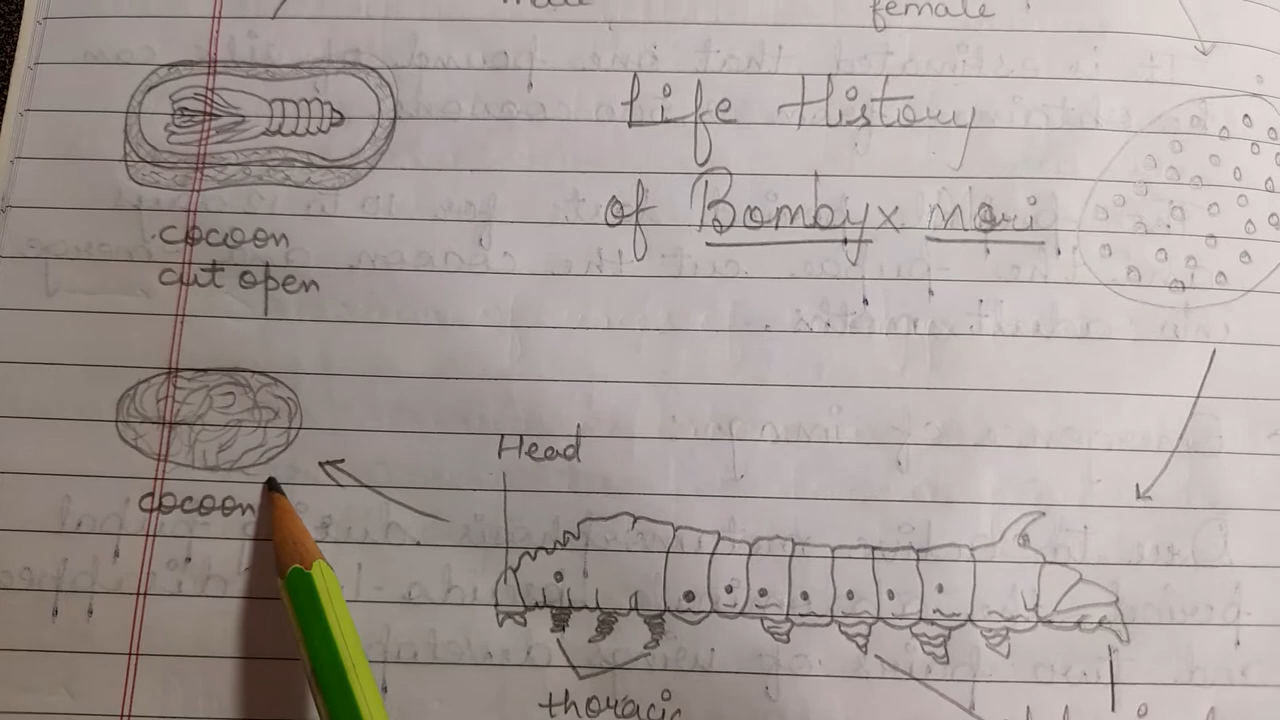 female
Life History
of Bombyx Mori
cocoon
cut open
Head
cocoon
thoracic